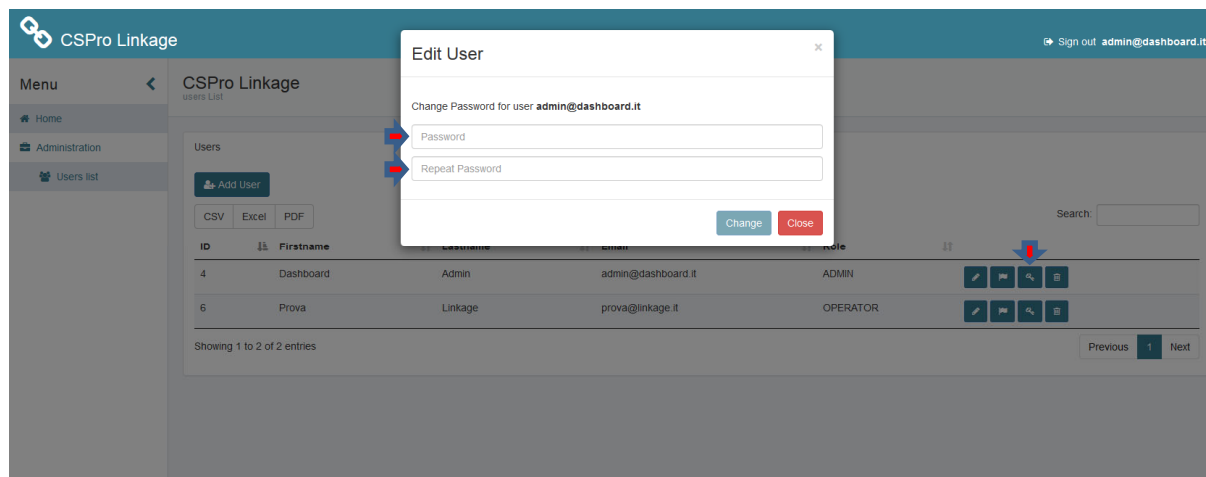 CSPro Linkage
Sign out admin@dashboard.it
Menu
Home
Administration
Users list
CSPro Linkage
users List
Users
Add User
CSV Excel PDF
Search:
ID Firstname Lastname Email Role
4 Dashboard Admin admin@dashboard.it ADMIN
6 Prova Linkage prova@linkage.it OPERATOR
Showing 1 to 2 of 2 entries
Previous 1 Next
Edit User
×
Change Password for user admin@dashboard.it
Password
Repeat Password
Change Close